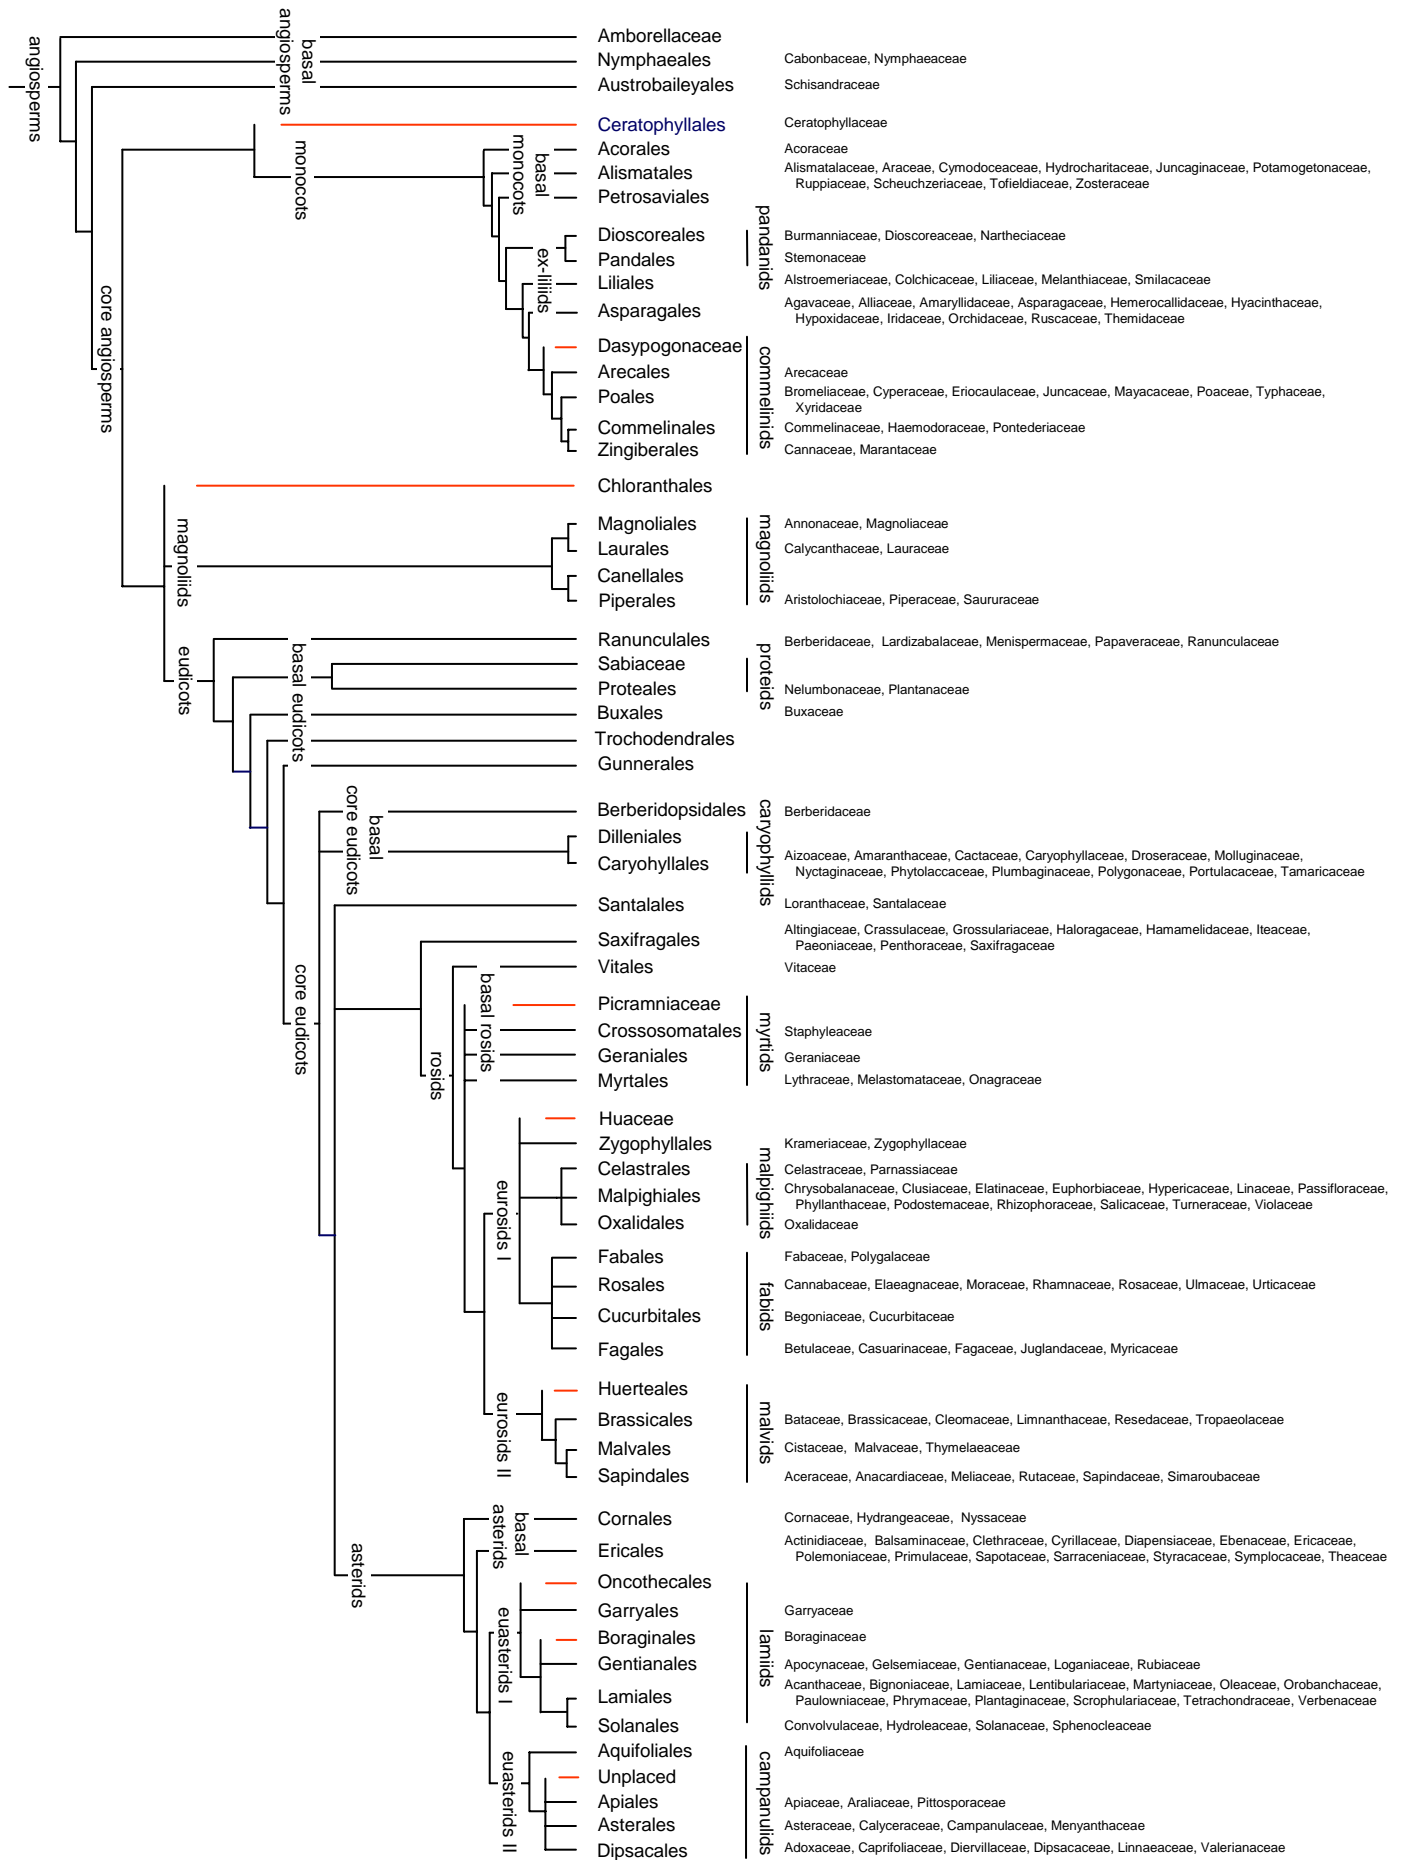 angiosperms
basal
angiosperms
Amborellaceae
Nymphaeales
Cabonbaceae, Nymphaeaceae
Austrobaileyales
Schisandraceae
core angiosperms
Ceratophyllales
Ceratophyllaceae
monocots
basal
monocots
Acorales
Acoraceae
Alismatales
Alismatalaceae, Araceae, Cymodoceaceae, Hydrocharitaceae, Juncaginaceae, Potamogetonaceae,
Ruppiaceae, Scheuchzeriaceae, Tofieldiaceae, Zosteraceae
Petrosaviales
ex-liliids
pandanids
Dioscoreales
Burmanniaceae, Dioscoreaceae, Nartheciaceae
Pandales
Stemonaceae
Liliales
Alstroemeriaceae, Colchicaceae, Liliaceae, Melanthiaceae, Smilacaceae
Asparagales
Agavaceae, Alliaceae, Amaryllidaceae, Asparagaceae, Hemerocallidaceae, Hyacinthaceae,
Hypoxidaceae, Iridaceae, Orchidaceae, Ruscaceae, Themidaceae
commelinids
Dasypogonaceae
Arecales
Arecaceae
Poales
Bromeliaceae, Cyperaceae, Eriocaulaceae, Juncaceae, Mayacaceae, Poaceae, Typhaceae,
Xyridaceae
Commelinales
Commelinaceae, Haemodoraceae, Pontederiaceae
Zingiberales
Cannaceae, Marantaceae
Chloranthales
magnoliids
magnoliids
Magnoliales
Annonaceae, Magnoliaceae
Laurales
Calycanthaceae, Lauraceae
Canellales
Piperales
Aristolochiaceae, Piperaceae, Saururaceae
eudicots
basal eudicots
Ranunculales
Berberidaceae, Lardizabalaceae, Menispermaceae, Papaveraceae, Ranunculaceae
proteids
Sabiaceae
Proteales
Nelumbonaceae, Plantanaceae
Buxales
Buxaceae
Trochodendrales
Gunnerales
core eudicots
basal
core eudicots
Berberidopsidales
Berberidaceae
caryophyllids
Dilleniales
Caryohyllales
Aizoaceae, Amaranthaceae, Cactaceae, Caryophyllaceae, Droseraceae, Molluginaceae,
Nyctaginaceae, Phytolaccaceae, Plumbaginaceae, Polygonaceae, Portulacaceae, Tamaricaceae
Santalales
Loranthaceae, Santalaceae
Saxifragales
Altingiaceae, Crassulaceae, Grossulariaceae, Haloragaceae, Hamamelidaceae, Iteaceae,
Paeoniaceae, Penthoraceae, Saxifragaceae
rosids
basal rosids
Vitales
Vitaceae
myrtids
Picramniaceae
Crossosomatales
Staphyleaceae
Geraniales
Geraniaceae
Myrtales
Lythraceae, Melastomataceae, Onagraceae
eurosids I
Huaceae
Zygophyllales
Krameriaceae, Zygophyllaceae
malpighiids
Celastrales
Celastraceae, Parnassiaceae
Malpighiales
Chrysobalanaceae, Clusiaceae, Elatinaceae, Euphorbiaceae, Hypericaceae, Linaceae, Passifloraceae,
Phyllanthaceae, Podostemaceae, Rhizophoraceae, Salicaceae, Turneraceae, Violaceae
Oxalidales
Oxalidaceae
fabids
Fabales
Fabaceae, Polygalaceae
Rosales
Cannabaceae, Elaeagnaceae, Moraceae, Rhamnaceae, Rosaceae, Ulmaceae, Urticaceae
Cucurbitales
Begoniaceae, Cucurbitaceae
Fagales
Betulaceae, Casuarinaceae, Fagaceae, Juglandaceae, Myricaceae
eurosids II
malvids
Huerteales
Brassicales
Bataceae, Brassicaceae, Cleomaceae, Limnanthaceae, Resedaceae, Tropaeolaceae
Malvales
Cistaceae, Malvaceae, Thymelaeaceae
Sapindales
Aceraceae, Anacardiaceae, Meliaceae, Rutaceae, Sapindaceae, Simaroubaceae
asterids
basal
asterids
Cornales
Cornaceae, Hydrangeaceae, Nyssaceae
Ericales
Actinidiaceae, Balsaminaceae, Clethraceae, Cyrillaceae, Diapensiaceae, Ebenaceae, Ericaceae,
Polemoniaceae, Primulaceae, Sapotaceae, Sarraceniaceae, Styracaceae, Symplocaceae, Theaceae
euasterids I
lamiids
Oncothecales
Garryales
Garryaceae
Boraginales
Boraginaceae
Gentianales
Apocynaceae, Gelsemiaceae, Gentianaceae, Loganiaceae, Rubiaceae
Lamiales
Acanthaceae, Bignoniaceae, Lamiaceae, Lentibulariaceae, Martyniaceae, Oleaceae, Orobanchaceae,
Paulowniaceae, Phrymaceae, Plantaginaceae, Scrophulariaceae, Tetrachondraceae, Verbenaceae
Solanales
Convolvulaceae, Hydroleaceae, Solanaceae, Sphenocleaceae
euasterids II
campanulids
Aquifoliales
Aquifoliaceae
Unplaced
Apiales
Apiaceae, Araliaceae, Pittosporaceae
Asterales
Asteraceae, Calyceraceae, Campanulaceae, Menyanthaceae
Dipsacales
Adoxaceae, Caprifoliaceae, Diervillaceae, Dipsacaceae, Linnaeaceae, Valerianaceae